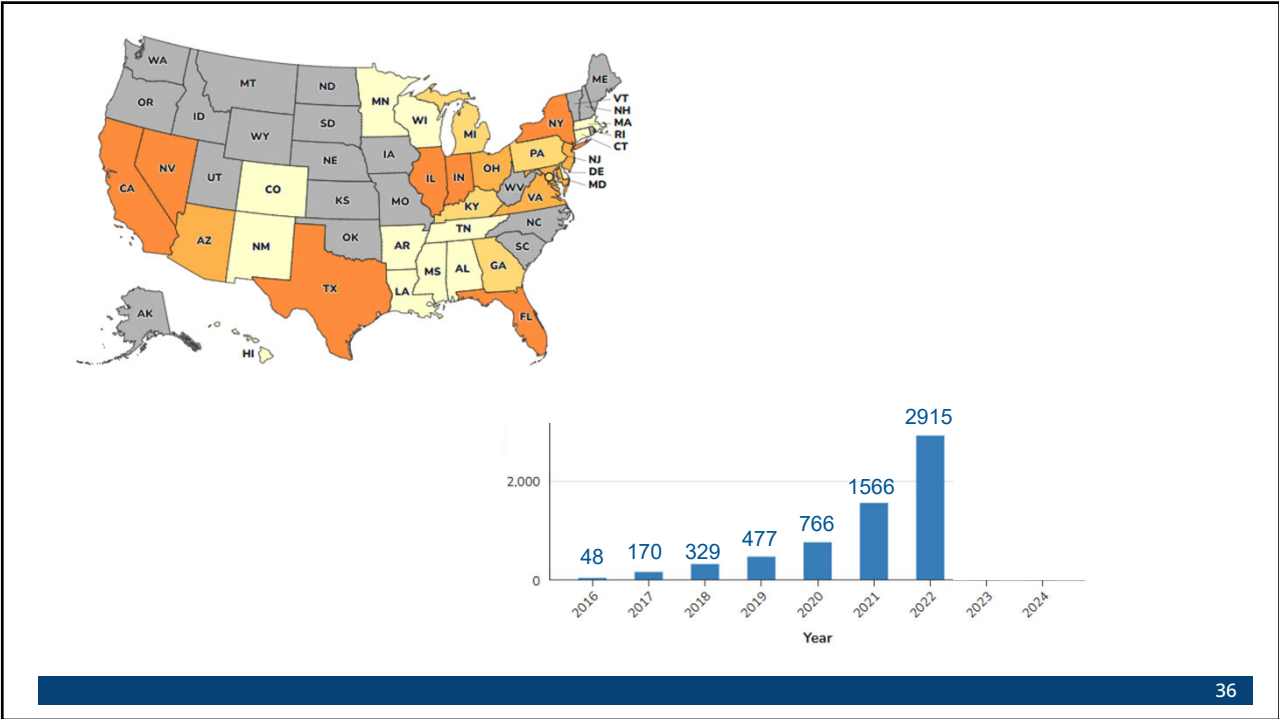 WA
MT
ND
MN
ME
OR
ID
SD
WI
MI
NY
VT
NH
MA
RI
CT
WY
NE
IA
PA
NJ
NV
UT
CO
IL
IN
OH
DE
MD
CA
KS
MO
WV
VA
KY
AZ
NM
OK
AR
TN
NC
SC
TX
LA
MS
AL
GA
FL
AK
HI
2915
2,000
1566
766
477
329
170
48
0
2016 2017 2018 2019 2020 2021 2022 2023 2024
Year
36